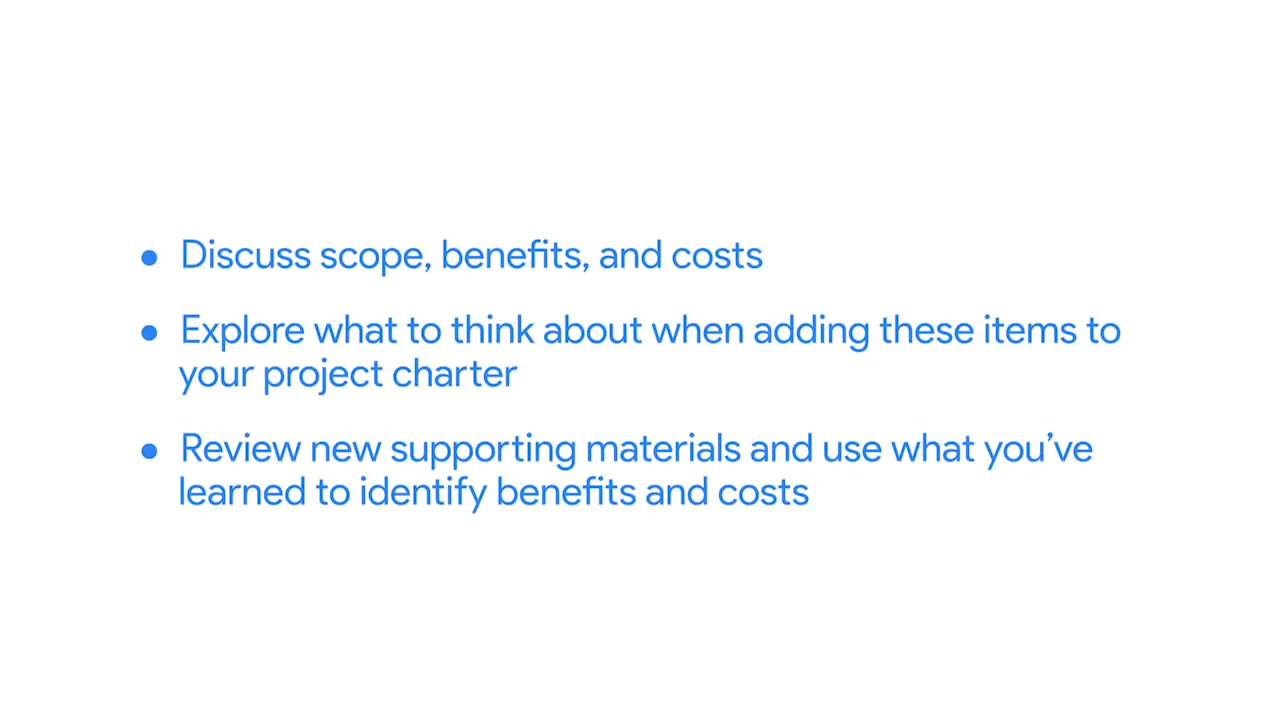 • Discuss scope, benefits, and costs
• Explore what to think about when adding these items to
your project charter
• Review new supporting materials and use what you’ve
learned to identify benefits and costs